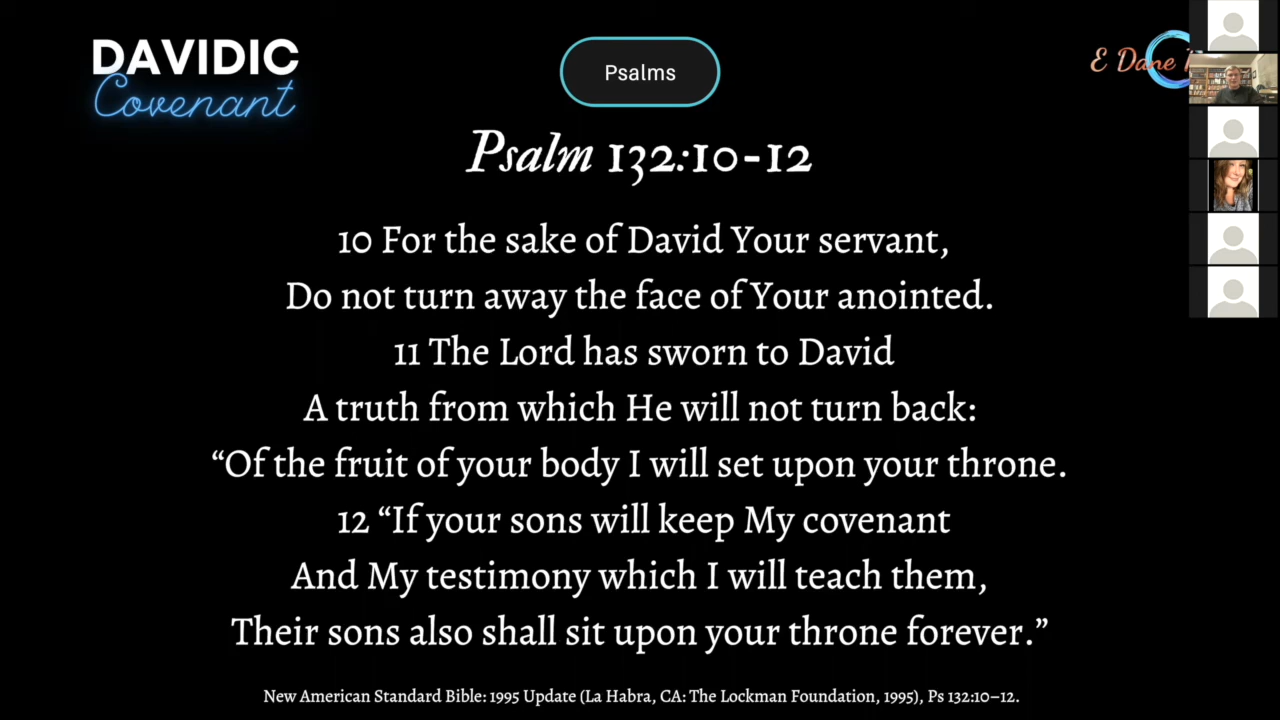 DAVIDIC
Covenant
Psalms
E Dane
Psalm 132:10-12
10 For the sake of David Your servant,
Do not turn away the face of Your anointed.
11 The Lord has sworn to David
A truth from which He will not turn back:
“Of the fruit of your body I will set upon your throne.
12 “If your sons will keep My covenant
And My testimony which I will teach them,
Their sons also shall sit upon your throne forever.”
New American Standard Bible: 1995 Update (La Habra, CA: The Lockman Foundation, 1995), Ps 132:10–12.